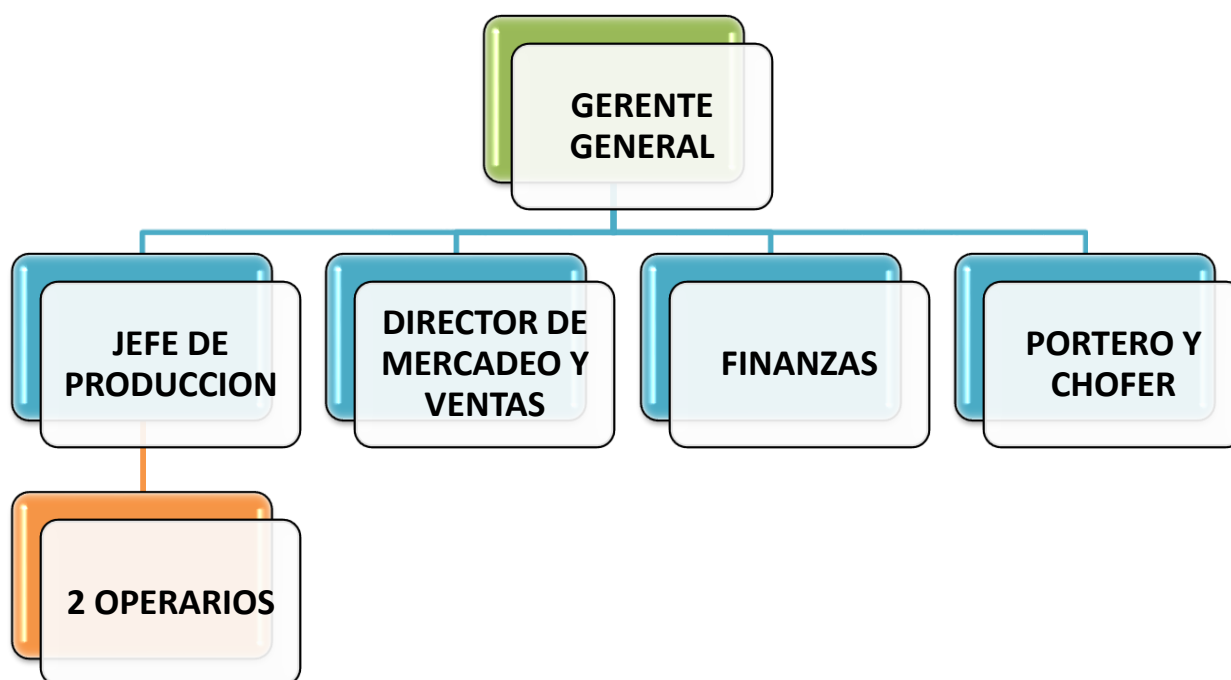 GERENTE
GENERAL
JEFE DE
PRODUCCION
DIRECTOR DE
MERCADEO Y
VENTAS
FINANZAS
PORTERO Y
CHOFER
2 OPERARIOS